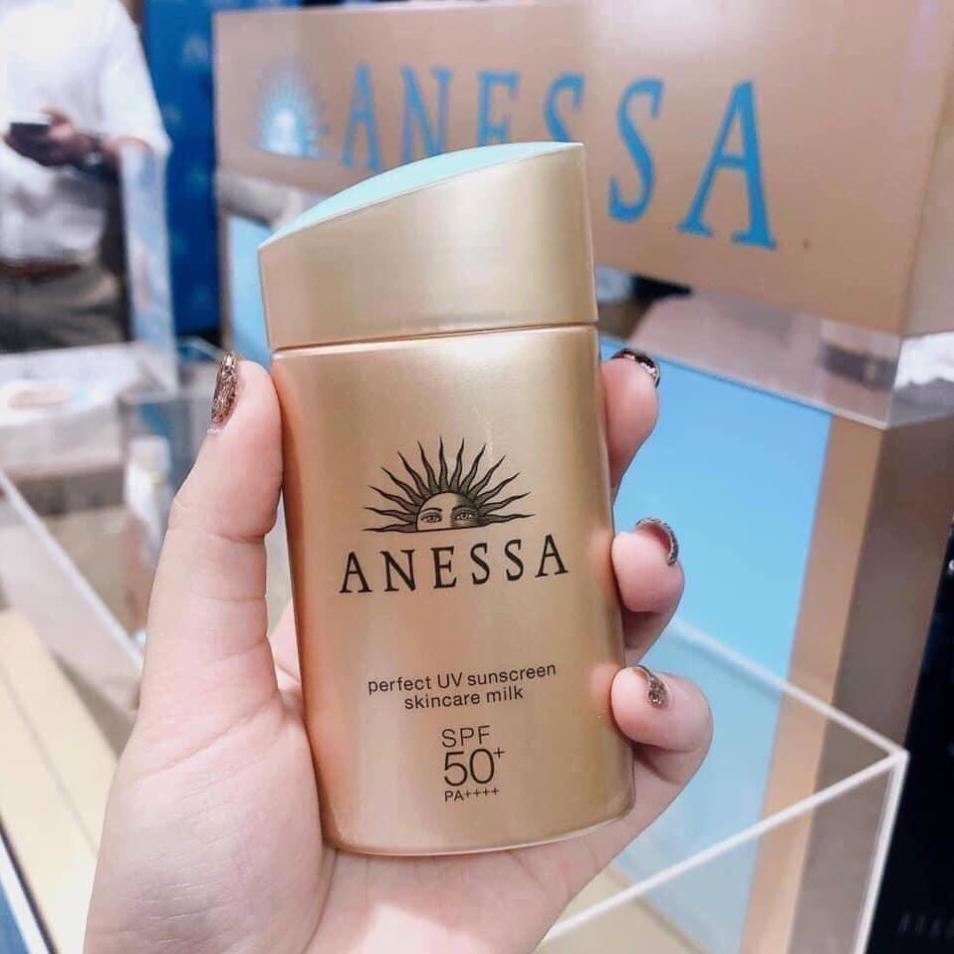 ANESSA
ANESSA
perfect UV sunscreen
skincare milk
SPF
50+
PA++++